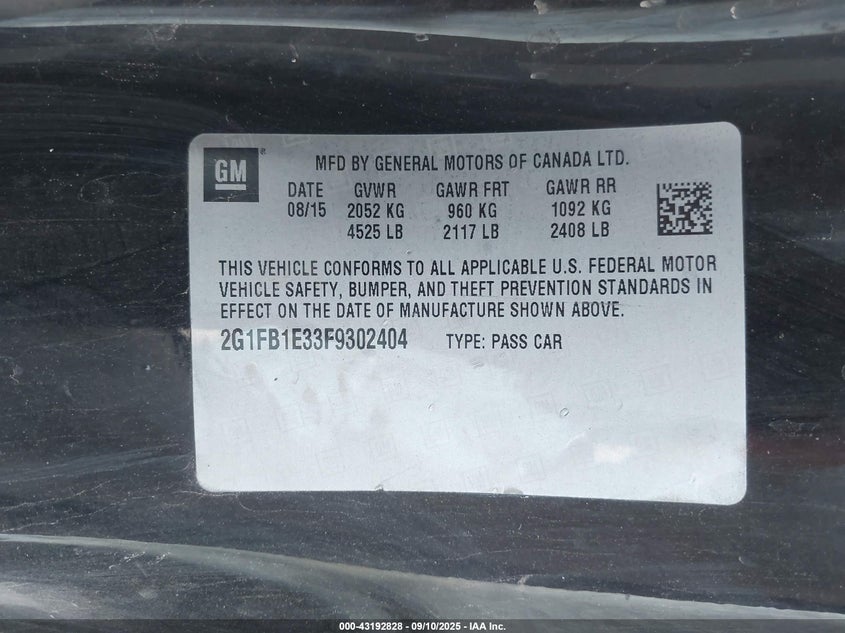 GM®
MFD BY GENERAL MOTORS OF CANADA LTD.
DATE GVWR GAWR FRT GAWR RR
08/15 2052 KG 960 KG 1092 KG
4525 LB 2117 LB 2408 LB
THIS VEHICLE CONFORMS TO ALL APPLICABLE U.S. FEDERAL MOTOR
VEHICLE SAFETY, BUMPER, AND THEFT PREVENTION STANDARDS IN
EFFECT ON THE DATE OF MANUFACTURE SHOWN ABOVE.
2G1FB1E33F9302404 TYPE: PASS CAR
000-43192828 - 09/10/2025 - IAA Inc.